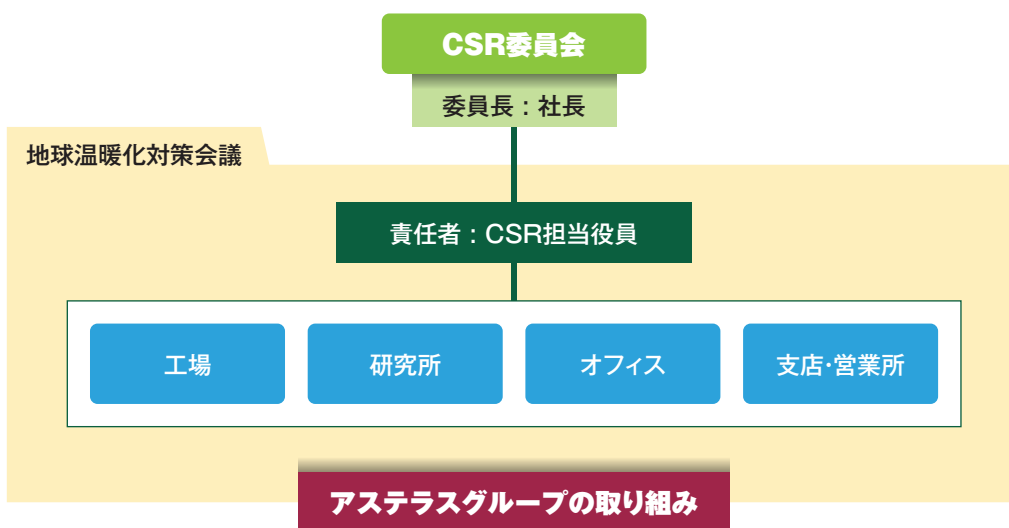 CSR委員会
委員長：社長
地球温暖化対策会議
責任者：CSR担当役員
工場
研究所
オフィス
支店・営業所
アステラスグループの取り組み